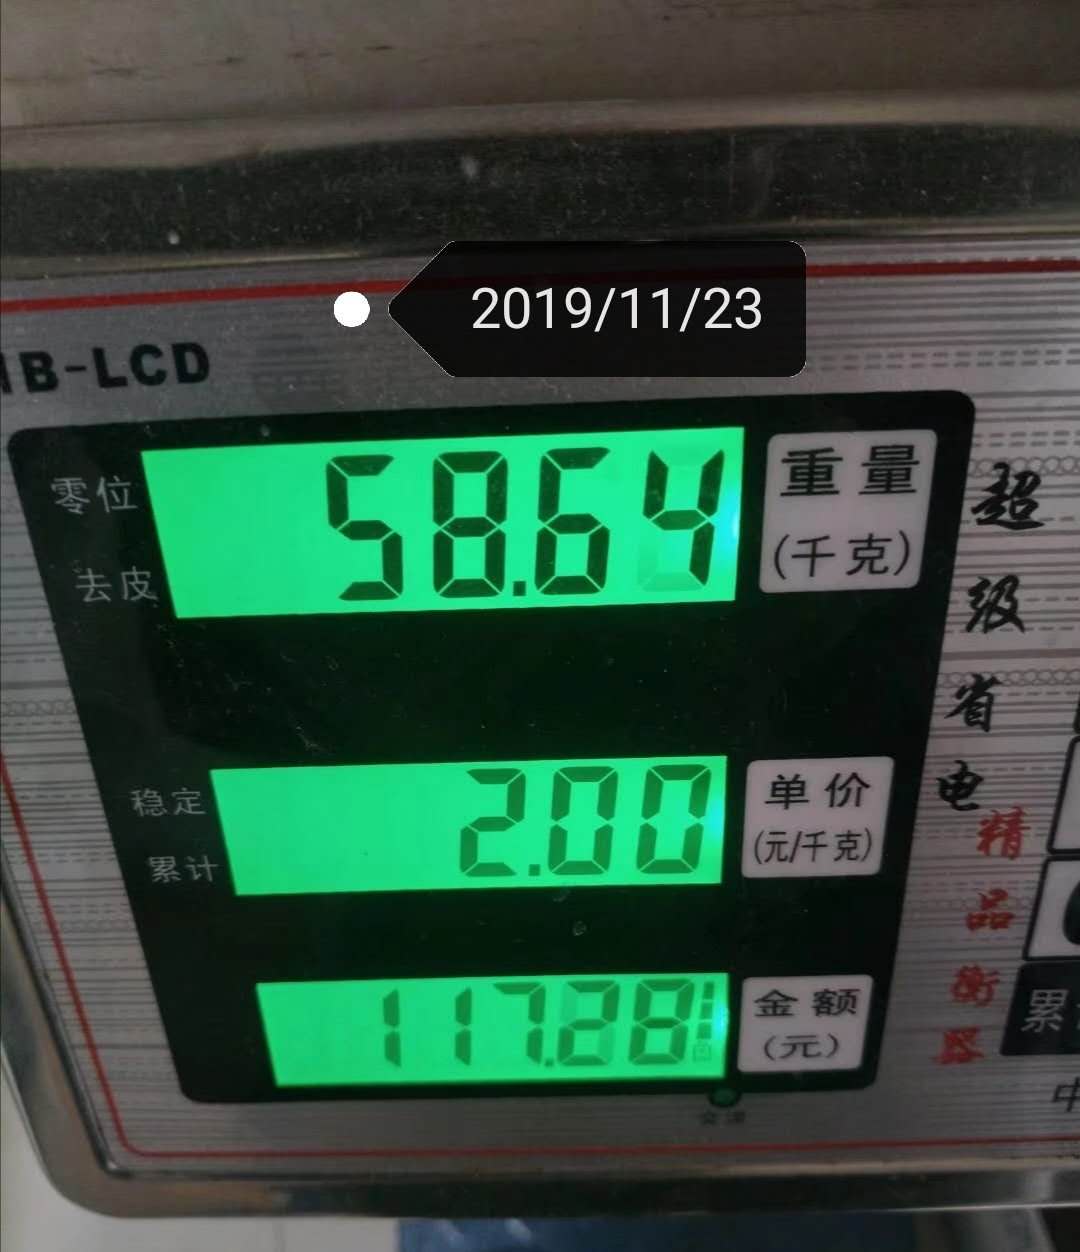 2019/11/23
B-LCD
零位
去皮
58.64
重量
(千克)
稳定
累计
2.00
单价
(元/千克)
117.28
金额
(元)
超级省电
精品衡器
累
中